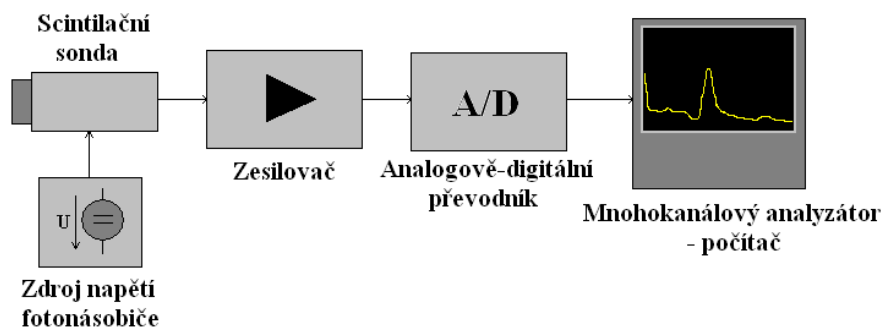 Scintilační
sonda
Zesilovač
A/D
Analogově-digitální
převodník
Mnohokanálový analyzátor
- počítač
U
Zdroj napětí
fotonásobiče